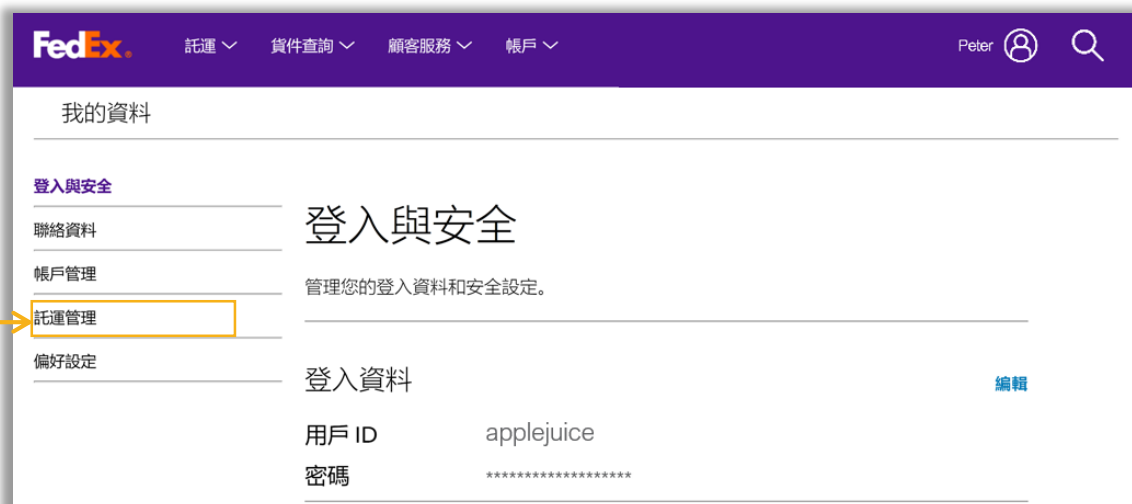 FedEx. 託運 貨件查詢 顧客服務 帳戶 Peter
我的資料
登入與安全
聯絡資料
帳戶管理
託運管理
偏好設定
登入與安全
管理您的登入資料和安全設定。
登入資料 編輯
用戶 ID applejuice
密碼 *******************